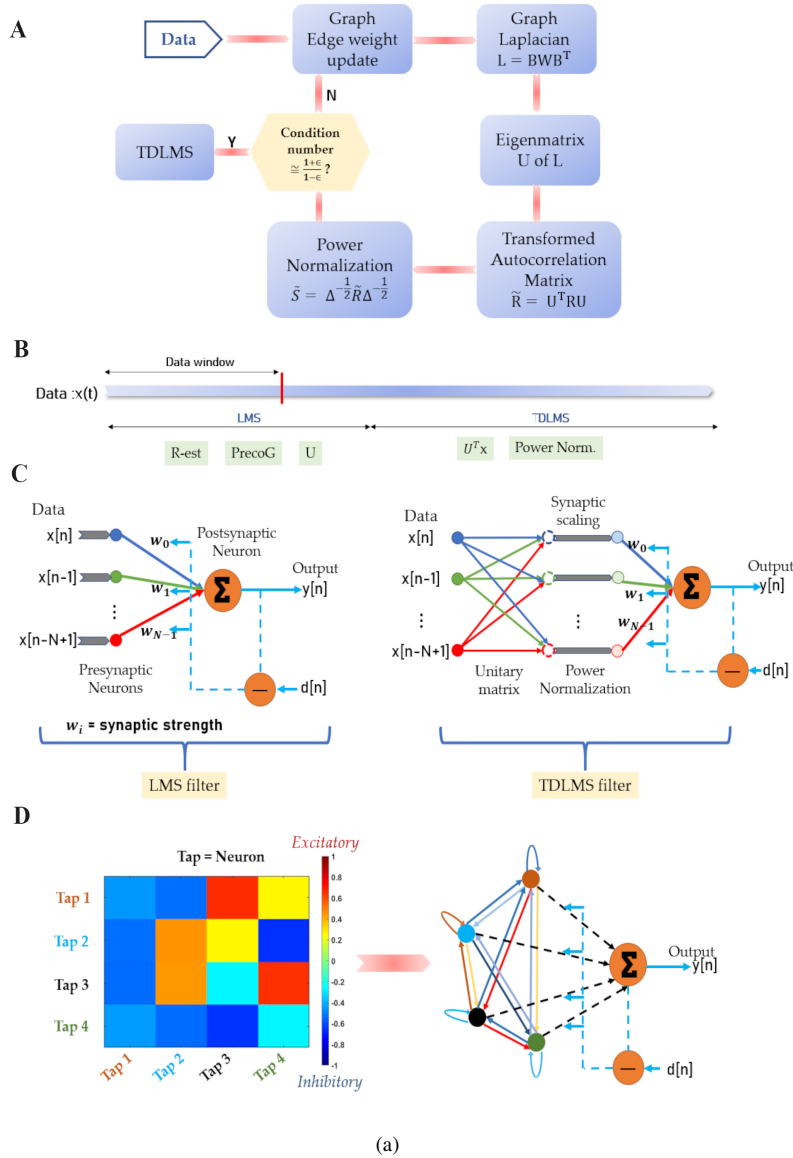 A
Data
Graph
Edge weight
update
Graph
Laplacian
L = BWB^T
N
TDLMS
Y
Condition
number
≅ (1+∈)/(1−∈) ?
Eigenmatrix
U of L
Power
Normalization
S̃ = Δ^(-1/2) R̃ Δ^(-1/2)
Transformed
Autocorrelation
Matrix
R̃ = U^T RU
B
Data window
Data :x(t)
LMS
TDLMS
R-est
PrecoG
U
U^T x
Power Norm.
C
Data
x[n]
x[n-1]
⋮
x[n-N+1]
Presynaptic
Neurons
w_0
w_1
w_{N-1}
Postsynaptic
Neuron
Σ
Output
y[n]
—
d[n]
w_i = synaptic strength
LMS filter
Data
x[n]
x[n-1]
⋮
x[n-N+1]
Synaptic
scaling
⋮
Unitary
matrix
Power
Normalization
w_0
w_1
w_{N-1}
Σ
Output
y[n]
—
d[n]
TDLMS filter
D
Tap = Neuron
Excitatory
Tap 1
Tap 2
Tap 3
Tap 4
Tap 1
Tap 2
Tap 3
Tap 4
1
0.8
0.6
0.4
0.2
0
-0.2
-0.4
-0.6
-0.8
-1
Inhibitory
Σ
Output
y[n]
—
d[n]
(a)